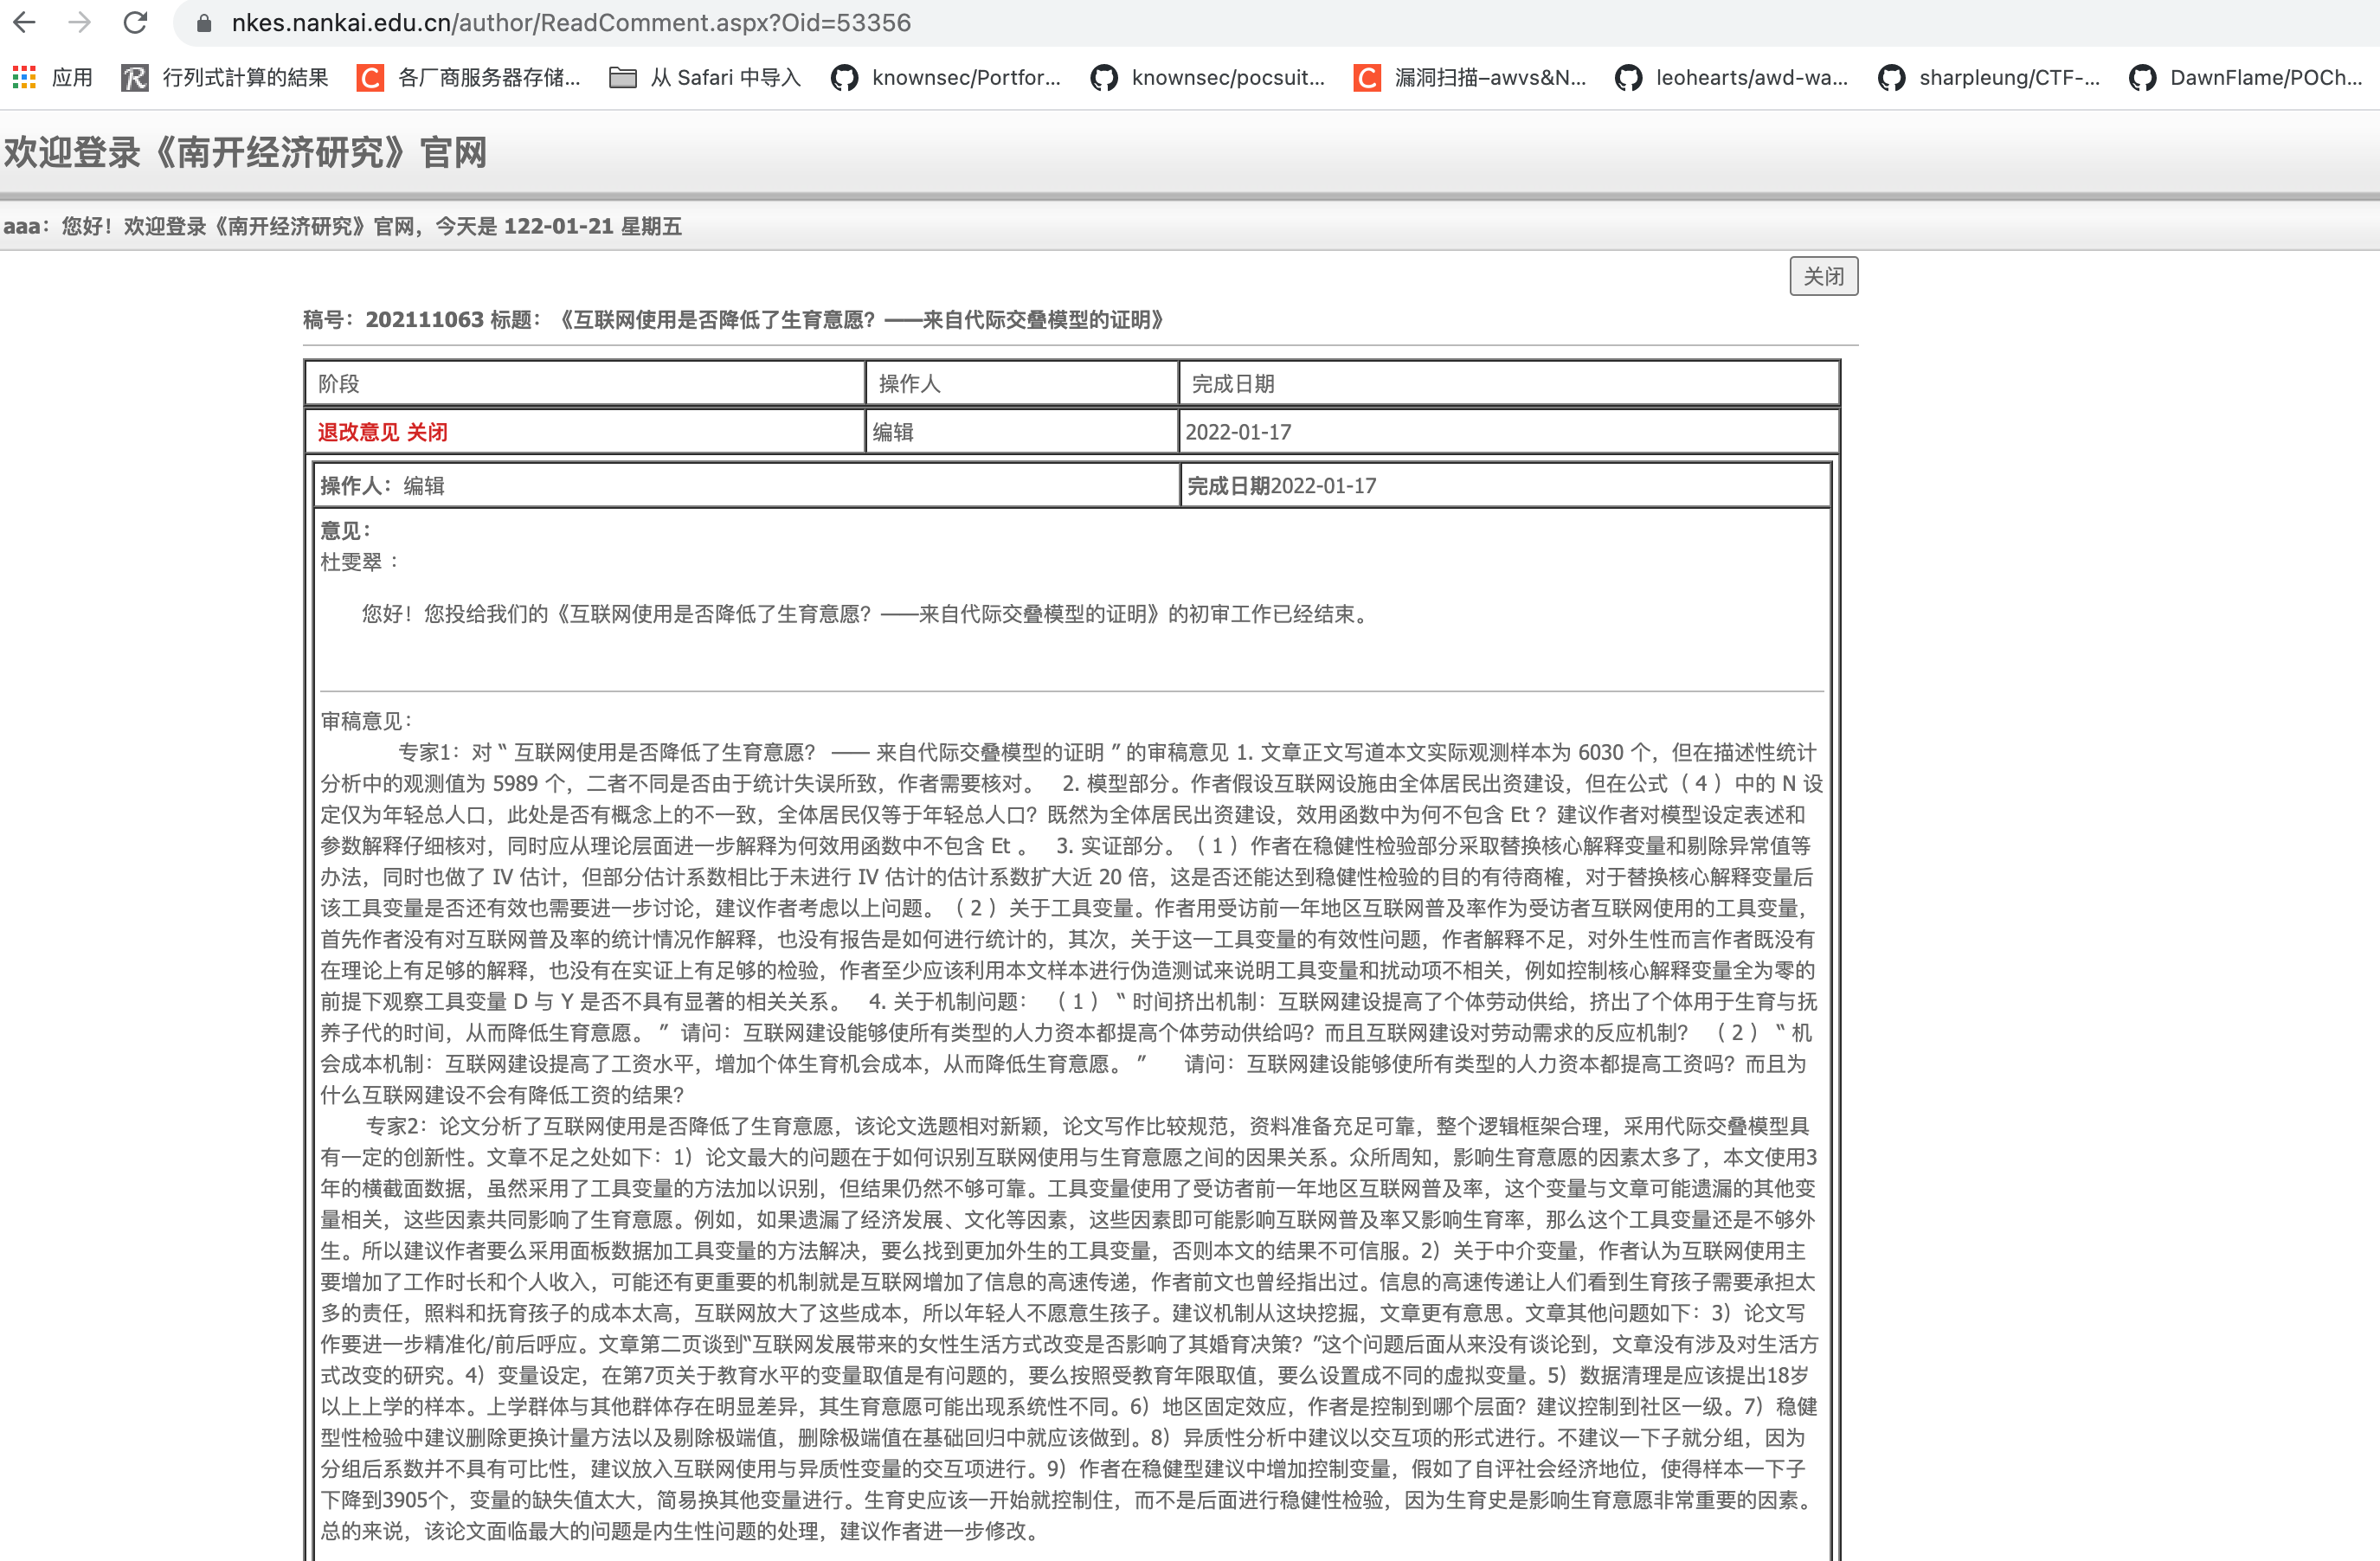 nkes.nankai.edu.cn/author/ReadComment.aspx?Oid=53356
应用 行列式計算的結果 各厂商服务器存储... 从 Safari 中导入 knownsec/Portfor... knownsec/pocsuit... 漏洞扫描–awvs&N... leohearts/awd-wa... sharpleung/CTF-... DawnFlame/POCh...
欢迎登录《南开经济研究》官网
aaa：您好！欢迎登录《南开经济研究》官网，今天是 122-01-21 星期五
关闭
稿号：202111063 标题：《互联网使用是否降低了生育意愿？——来自代际交叠模型的证明》
阶段 操作人 完成日期
退改意见 关闭 编辑 2022-01-17
操作人：编辑 完成日期2022-01-17
意见：
杜雯翠 ：
您好！您投给我们的《互联网使用是否降低了生育意愿？——来自代际交叠模型的证明》的初审工作已经结束。
审稿意见：
专家1：对 “ 互联网使用是否降低了生育意愿？ —— 来自代际交叠模型的证明 ” 的审稿意见 1. 文章正文写道本文实际观测样本为 6030 个，但在描述性统计
分析中的观测值为 5989 个，二者不同是否由于统计失误所致，作者需要核对。 2. 模型部分。作者假设互联网设施由全体居民出资建设，但在公式（ 4 ）中的 N 设
定仅为年轻总人口，此处是否有概念上的不一致，全体居民仅等于年轻总人口？既然为全体居民出资建设，效用函数中为何不包含 Et ？建议作者对模型设定表述和
参数解释仔细核对，同时应从理论层面进一步解释为何效用函数中不包含 Et 。 3. 实证部分。（ 1 ）作者在稳健性检验部分采取替换核心解释变量和剔除异常值等
办法，同时也做了 IV 估计，但部分估计系数相比于未进行 IV 估计的估计系数扩大近 20 倍，这是否还能达到稳健性检验的目的有待商榷，对于替换核心解释变量后
该工具变量是否还有效也需要进一步讨论，建议作者考虑以上问题。（ 2 ）关于工具变量。作者用受访前一年地区互联网普及率作为受访者互联网使用的工具变量，
首先作者没有对互联网普及率的统计情况作解释，也没有报告是如何进行统计的，其次，关于这一工具变量的有效性问题，作者解释不足，对外生性而言作者既没有
在理论上有足够的解释，也没有在实证上有足够的检验，作者至少应该利用本文样本进行伪造测试来说明工具变量和扰动项不相关，例如控制核心解释变量全为零的
前提下观察工具变量 D 与 Y 是否不具有显著的相关关系。 4. 关于机制问题： （ 1 ）“ 时间挤出机制：互联网建设提高了个体劳动供给，挤出了个体用于生育与抚
养子代的时间，从而降低生育意愿。 ” 请问：互联网建设能够使所有类型的人力资本都提高个体劳动供给吗？而且互联网建设对劳动需求的反应机制？ （ 2 ）“ 机
会成本机制：互联网建设提高了工资水平，增加个体生育机会成本，从而降低生育意愿。 ” 请问：互联网建设能够使所有类型的人力资本都提高工资吗？而且为
什么互联网建设不会有降低工资的结果？
专家2：论文分析了互联网使用是否降低了生育意愿，该论文选题相对新颖，论文写作比较规范，资料准备充足可靠，整个逻辑框架合理，采用代际交叠模型具
有一定的创新性。文章不足之处如下：1）论文最大的问题在于如何识别互联网使用与生育意愿之间的因果关系。众所周知，影响生育意愿的因素太多了，本文使用3
年的横截面数据，虽然采用了工具变量的方法加以识别，但结果仍然不够可靠。工具变量使用了受访者前一年地区互联网普及率，这个变量与文章可能遗漏的其他变
量相关，这些因素共同影响了生育意愿。例如，如果遗漏了经济发展、文化等因素，这些因素即可能影响互联网普及率又影响生育率，那么这个工具变量还是不够外
生。所以建议作者要么采用面板数据加工具变量的方法解决，要么找到更加外生的工具变量，否则本文的结果不可信服。2）关于中介变量，作者认为互联网使用主
要增加了工作时长和个人收入，可能还有更重要的机制就是互联网增加了信息的高速传递，作者前文也曾经指出过。信息的高速传递让人们看到生育孩子需要承担太
多的责任，照料和抚育孩子的成本太高，互联网放大了这些成本，所以年轻人不愿意生孩子。建议机制从这块挖掘，文章更有意思。文章其他问题如下：3）论文写
作要进一步精准化/前后呼应。文章第二页谈到“互联网发展带来的女性生活方式改变是否影响了其婚育决策？”这个问题后面从来没有谈论到，文章没有涉及对生活方
式改变的研究。4）变量设定，在第7页关于教育水平的变量取值是有问题的，要么按照受教育年限取值，要么设置成不同的虚拟变量。5）数据清理是应该提出18岁
以上上学的样本。上学群体与其他群体存在明显差异，其生育意愿可能出现系统性不同。6）地区固定效应，作者是控制到哪个层面？建议控制到社区一级。7）稳健
型性检验中建议删除更换计量方法以及剔除极端值，删除极端值在基础回归中就应该做到。8）异质性分析中建议以交互项的形式进行。不建议一下子就分组，因为
分组后系数并不具有可比性，建议放入互联网使用与异质性变量的交互项进行。9）作者在稳健型建议中增加控制变量，假如了自评社会经济地位，使得样本一下子
下降到3905个，变量的缺失值太大，简易换其他变量进行。生育史应该一开始就控制住，而不是后面进行稳健性检验，因为生育史是影响生育意愿非常重要的因素。
总的来说，该论文面临最大的问题是内生性问题的处理，建议作者进一步修改。